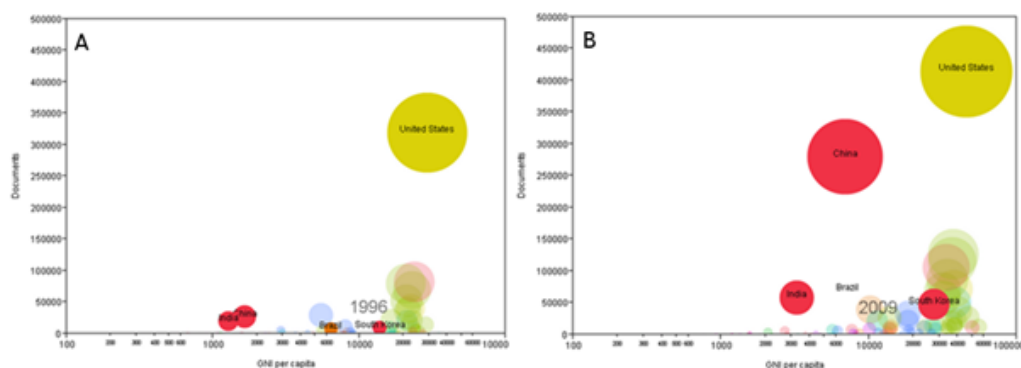 A
500000
450000
400000
350000
300000
250000
200000
150000
100000
50000
0
Documents
United States
1996
India
China
Brazil
South Korea
100
1000
10000
GNI per capita
B
500000
450000
400000
350000
300000
250000
200000
150000
100000
50000
0
Documents
United States
China
India
Brazil
2009
South Korea
100
1000
10000
100000
GNI per capita